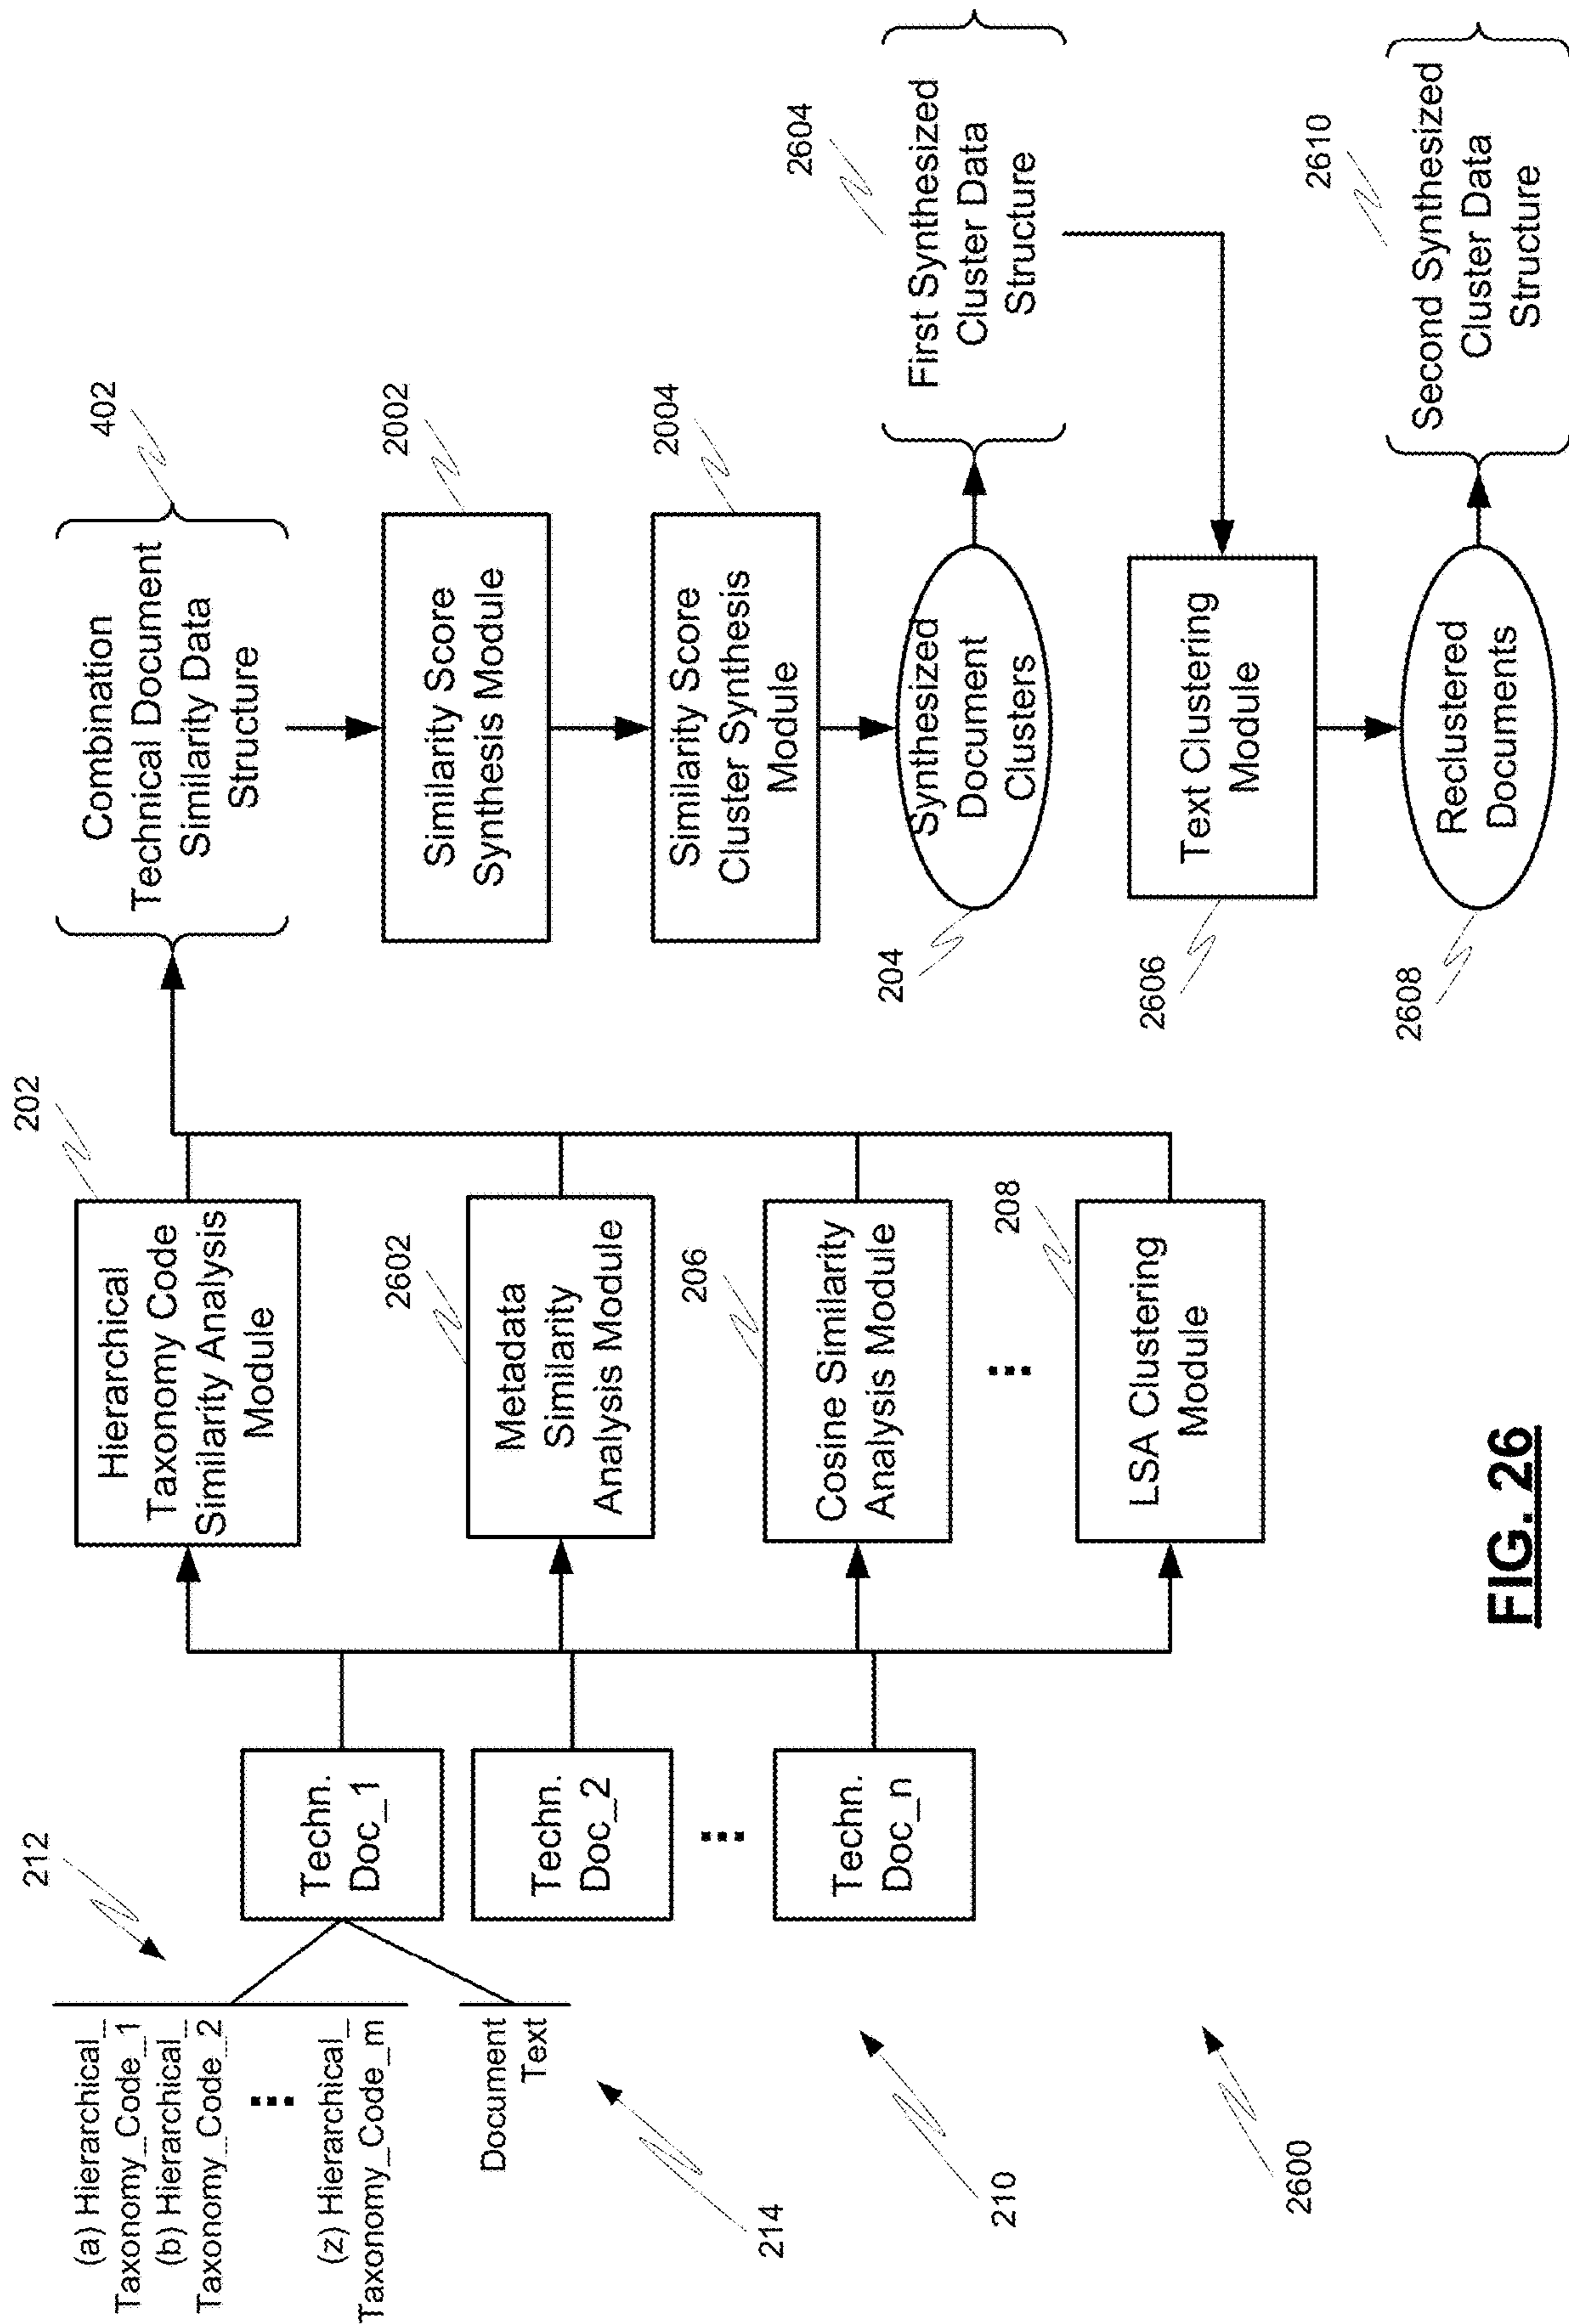 (a) Hierarchical_
Taxonomy_Code_1
(b) Hierarchical_
Taxonomy_Code_2
...
(z) Hierarchical_
Taxonomy_Code_m
212
Document
Text
214
210
2600
Techn.
Doc_1
Techn.
Doc_2
...
Techn.
Doc_n
Hierarchical
Taxonomy Code
Similarity Analysis
Module
202
Metadata
Similarity
Analysis Module
2602
Cosine Similarity
Analysis Module
206
...
LSA Clustering
Module
208
Combination
Technical Document
Similarity Data
Structure
402
Similarity Score
Synthesis Module
2002
Similarity Score
Cluster Synthesis
Module
2004
Synthesized
Document
Clusters
204
First Synthesized
Cluster Data
Structure
2604
Text Clustering
Module
2606
Reclustered
Documents
2608
Second Synthesized
Cluster Data
Structure
2610
FIG. 26